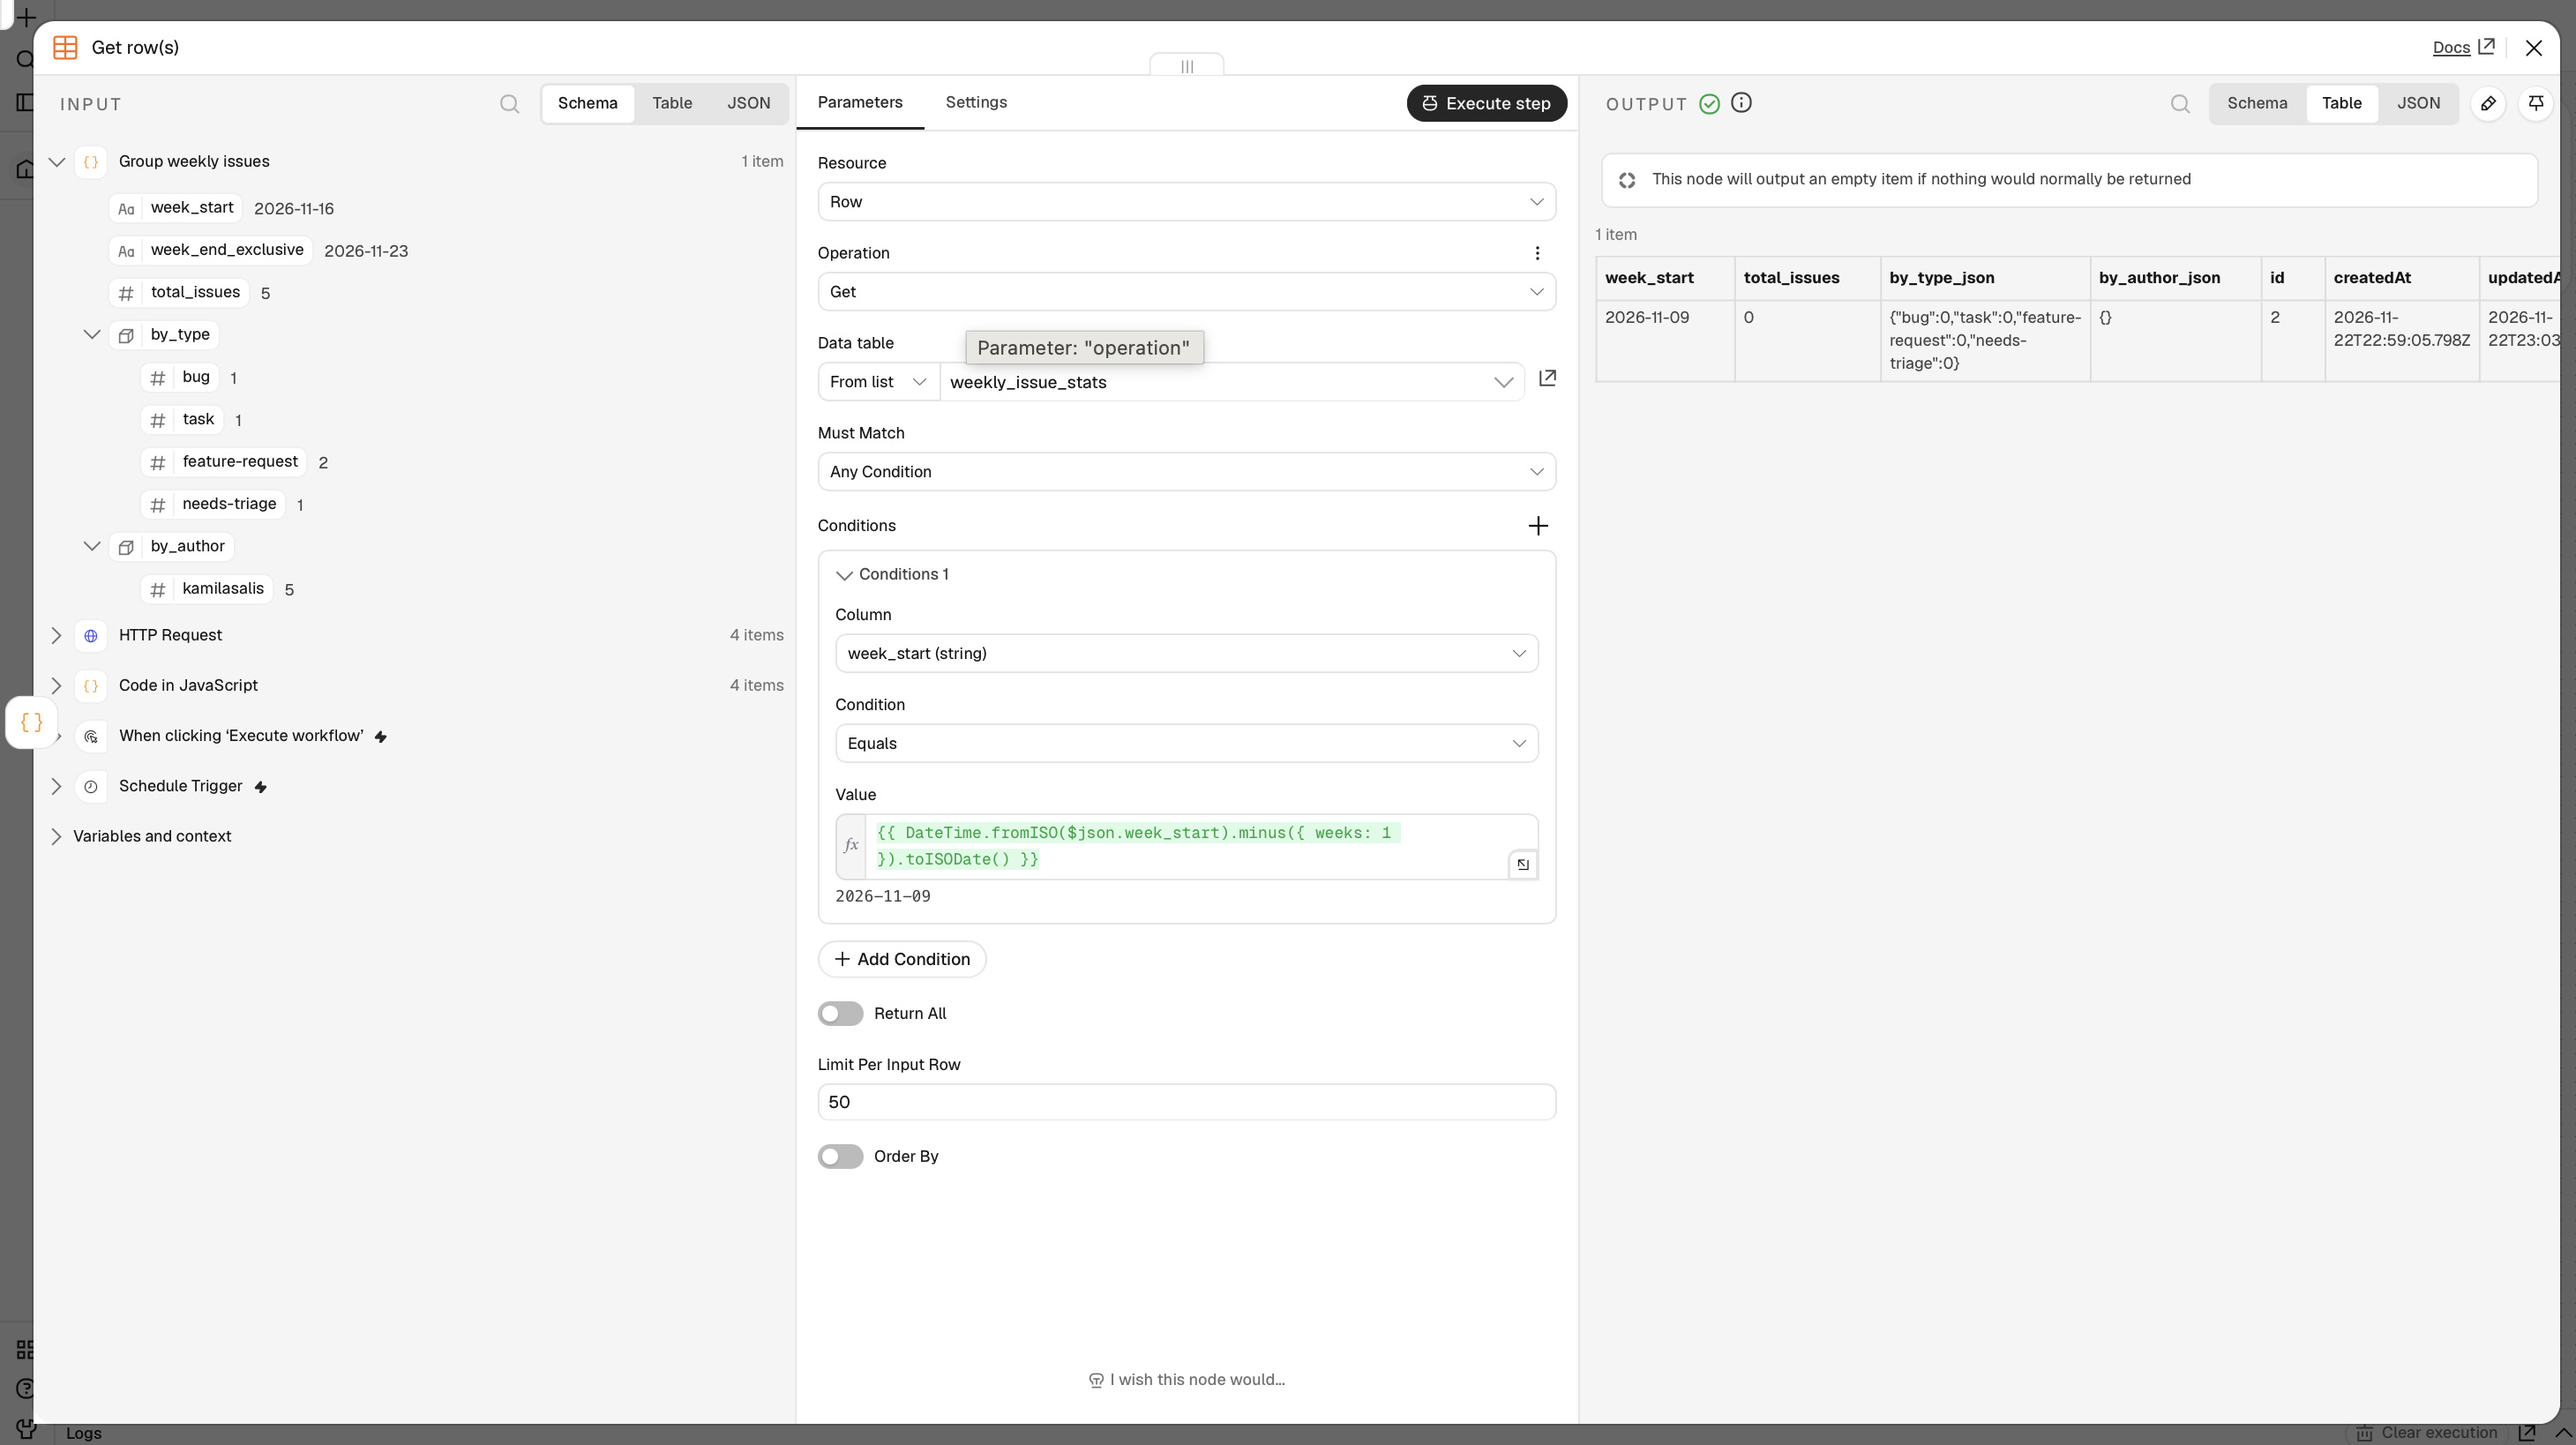 Get row(s)
Docs
INPUT
Schema
Table
JSON
Group weekly issues
1 item
Aa week_start 2026-11-16
Aa week_end_exclusive 2026-11-23
# total_issues 5
by_type
# bug 1
# task 1
# feature-request 2
# needs-triage 1
by_author
# kamilasalis 5
HTTP Request
4 items
{} Code in JavaScript
4 items
When clicking ‘Execute workflow’
Schedule Trigger
Variables and context
Parameters
Settings
Execute step
Resource
Row
Operation
Get
Parameter: "operation"
Data table
From list
weekly_issue_stats
Must Match
Any Condition
Conditions
Conditions 1
Column
week_start (string)
Condition
Equals
Value
fx
{{ DateTime.fromISO($json.week_start).minus({ weeks: 1
}).toISODate() }}
2026-11-09
Add Condition
Return All
Limit Per Input Row
50
Order By
I wish this node would...
OUTPUT
Schema
Table
JSON
This node will output an empty item if nothing would normally be returned
1 item
week_start total_issues by_type_json by_author_json id createdAt updatedA
2026-11-09 0 {"bug":0,"task":0,"feature- {} 2 2026-11- 2026-11-
request":0,"needs- 22T22:59:05.798Z 22T23:03
triage":0}
Logs
Clear execution